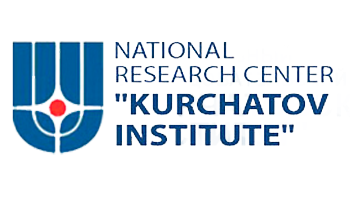 NATIONAL
RESEARCH CENTER
"KURCHATOV
INSTITUTE"